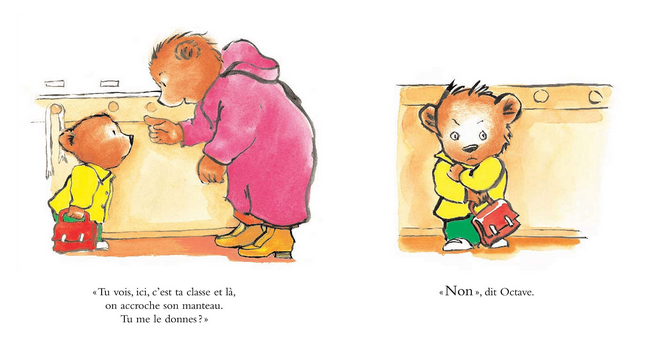 « Tu vois, ici, c'est ta classe et là,
on accroche son manteau.
Tu me le donnes ? »
« Non », dit Octave.